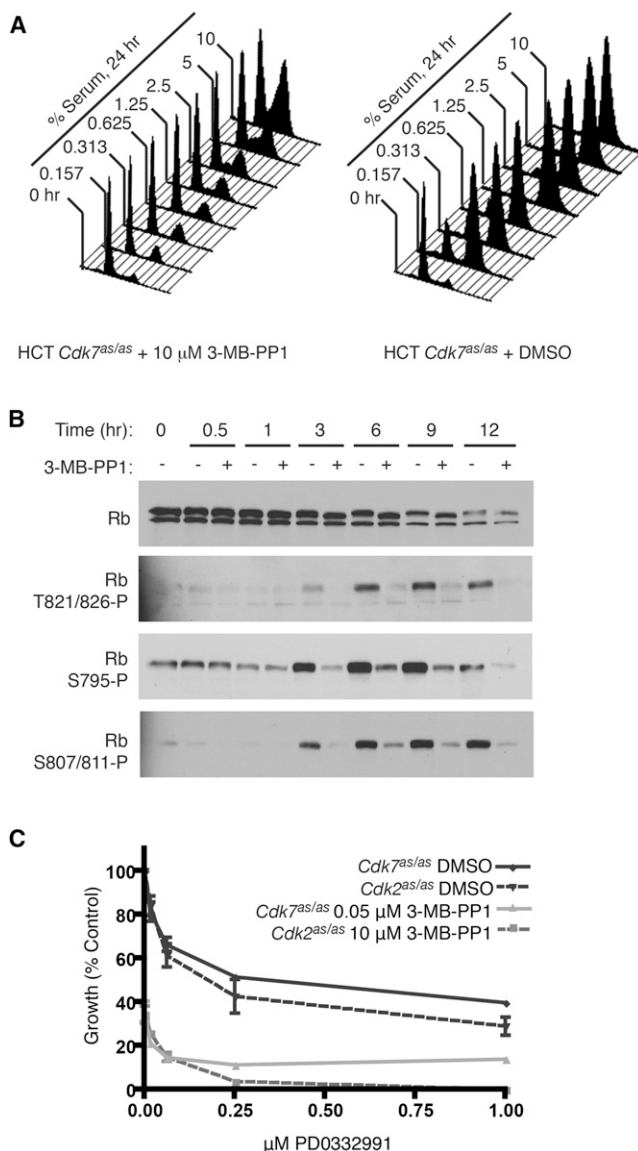 A
% Serum, 24 hr
10
5
2.5
1.25
0.625
0.313
0.157
0 hr
HCT Cdk7as/as + 10 μM 3-MB-PP1
% Serum, 24 hr
10
5
2.5
1.25
0.625
0.313
0.157
0 hr
HCT Cdk7as/as + DMSO
B
Time (hr): 0 0.5 1 3 6 9 12
3-MB-PP1: - - + - + - + - + - + - +
Rb
Rb
T821/826-P
Rb
S795-P
Rb
S807/811-P
C
Growth (% Control)
100
80
60
40
20
0
0.00 0.25 0.50 0.75 1.00
μM PD0332991
Cdk7as/as DMSO
Cdk2as/as DMSO
Cdk7as/as 0.05 μM 3-MB-PP1
Cdk2as/as 10 μM 3-MB-PP1